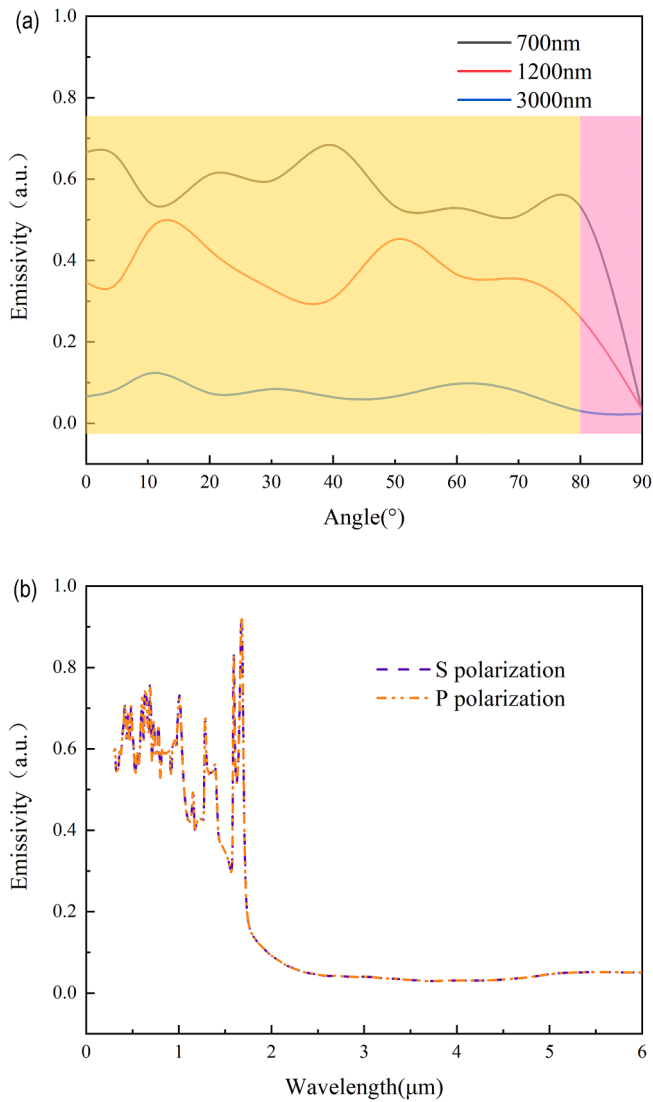 (a)
1.0
0.8
0.6
0.4
0.2
0.0
Emissivity（a.u.）
700nm
1200nm
3000nm
0 10 20 30 40 50 60 70 80 90
Angle(°)
(b)
1.0
0.8
0.6
0.4
0.2
0.0
Emissivity（a.u.）
S polarization
P polarization
0 1 2 3 4 5 6
Wavelength(μm)